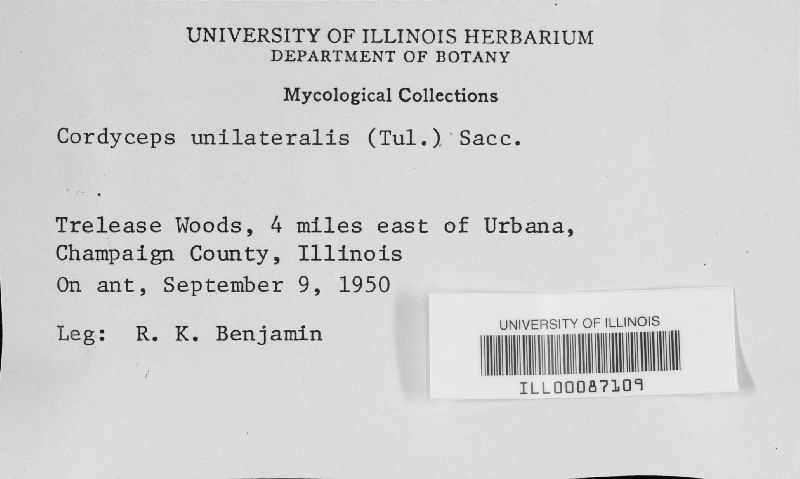 UNIVERSITY OF ILLINOIS HERBARIUM
DEPARTMENT OF BOTANY
Mycological Collections
Cordyceps unilateralis (Tul.) Sacc.
Trelease Woods, 4 miles east of Urbana,
Champaign County, Illinois
On ant, September 9, 1950
Leg: R. K. Benjamin
UNIVERSITY OF ILLINOIS
ILL00087109